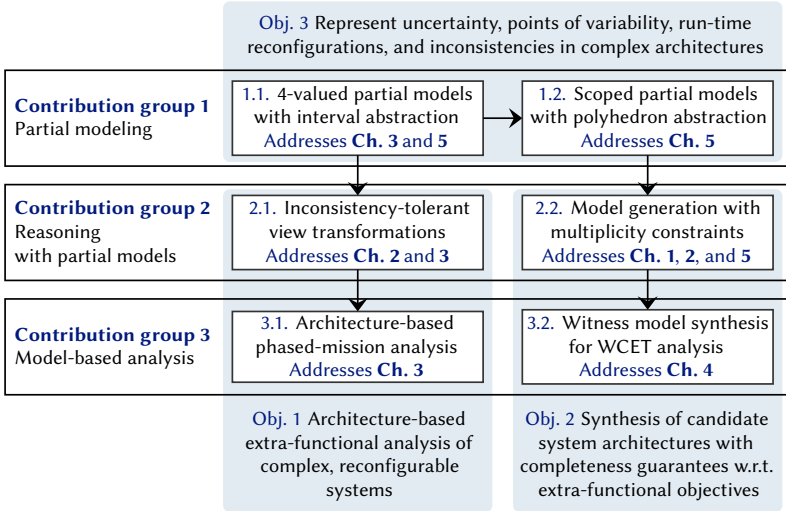 Obj. 3 Represent uncertainty, points of variability, run-time
reconfigurations, and inconsistencies in complex architectures
Contribution group 1
Partial modeling
1.1. 4-valued partial models
with interval abstraction
Addresses Ch. 3 and 5
1.2. Scoped partial models
with polyhedron abstraction
Addresses Ch. 5
Contribution group 2
Reasoning
with partial models
2.1. Inconsistency-tolerant
view transformations
Addresses Ch. 2 and 3
2.2. Model generation with
multiplicity constraints
Addresses Ch. 1, 2, and 5
Contribution group 3
Model-based analysis
3.1. Architecture-based
phased-mission analysis
Addresses Ch. 3
3.2. Witness model synthesis
for WCET analysis
Addresses Ch. 4
Obj. 1 Architecture-based
extra-functional analysis of
complex, reconfigurable
systems
Obj. 2 Synthesis of candidate
system architectures with
completeness guarantees w.r.t.
extra-functional objectives